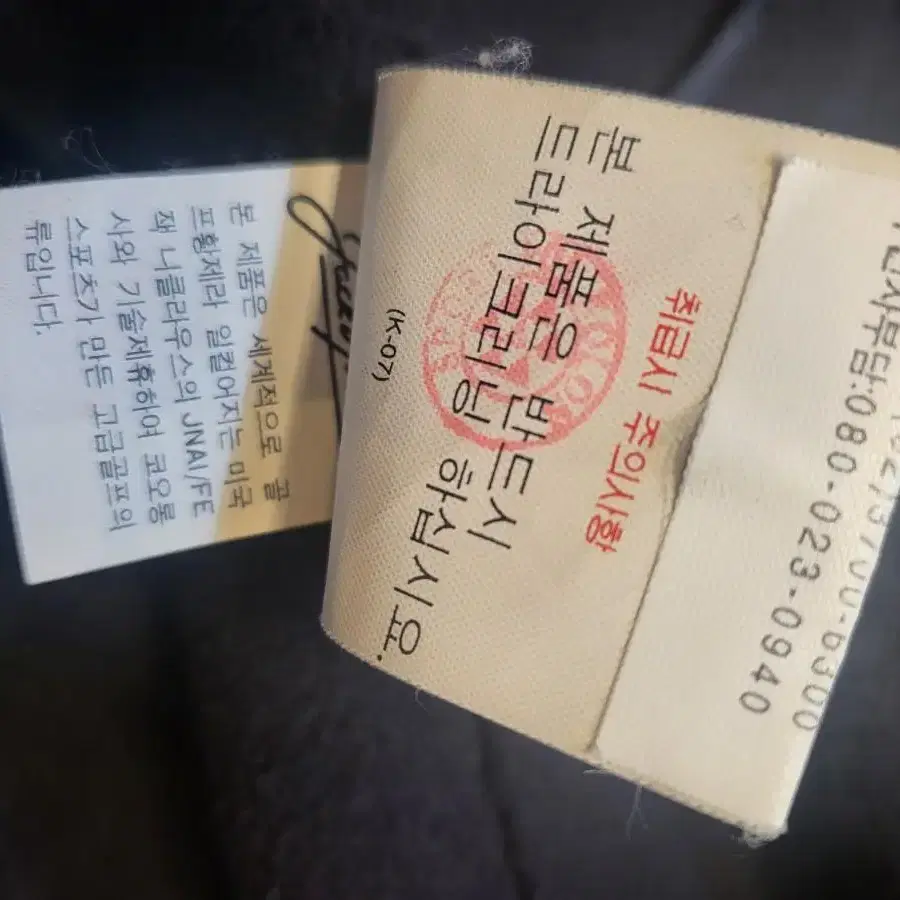 본 제품은 세계적으로 골
프황제라 일컬어지는 미국
잭 니클라우스의 JNAI/FE
사와 기술제휴하여 코오롱
스포츠가 만든 고급골프의
류입니다.
취급시 주의사항
본 제품은 반드시
드라이크리닝 하십시요.
(K-07)
3700-6300
080-023-0940